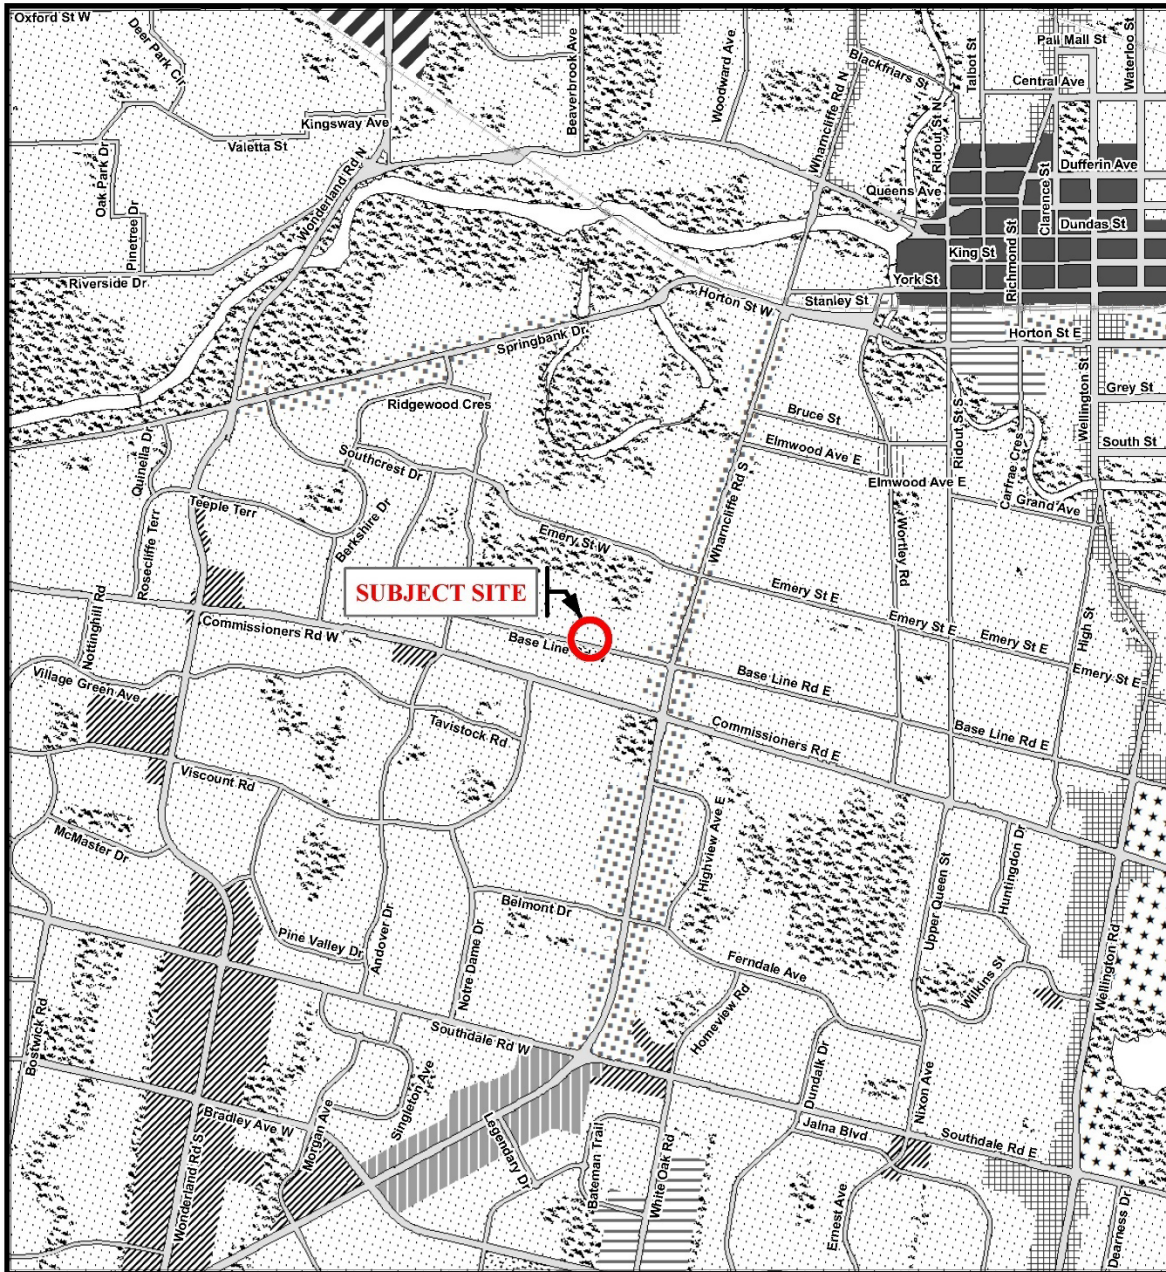 Oxford St W
Deer Park Cir
Kingsway Ave
Valetta St
Oak Park Dr
Pinetree Dr
Riverside Dr
Wonderland Rd N
Beaverbrook Ave
Woodward Ave
Wharncliffe Rd N
Blackfriars St
Talbot St
Pall Mall St
Central Ave
Waterloo St
Ridout St N
Clarence St
Dufferin Ave
Queens Ave
Dundas St
King St
Richmond St
York St
Stanley St
Horton St W
Horton St E
Springbank Dr
Wellington St
Grey St
South St
Ridgewood Cres
Bruce St
Elmwood Ave E
Elmwood Ave E
Ridout St S
Carfrae Cres
Grand Ave
Quinella Dr
Southcrest Dr
Teeple Terr
Rosecliffe Terr
Berkshire Dr
Wharncliffe Rd S
Wortley Rd
Emery St W
Emery St E
Emery St E
Emery St E
Emery St E
High St
SUBJECT SITE
Nottinghill Rd
Commissioners Rd W
Base Line
Base Line Rd E
Base Line Rd E
Village Green Ave
Tavistock Rd
Commissioners Rd E
Viscount Rd
McMaster Dr
Highview Ave E
Upper Queen St
Huntingdon Dr
Belmont Dr
Pine Valley Dr
Andover Dr
Notre Dame Dr
Ferndale Ave
Wilkins St
Wellington Rd
Homeview Rd
Bostwick Rd
Southdale Rd W
Dundalk Dr
Nixon Ave
Singleton Ave
Bradley Ave W
Morgan Ave
Legendary Dr
Bateman Trail
Jalna Blvd
Southdale Rd E
White Oak Rd
Wonderland Rd S
Ernest Ave
Dearness Dr